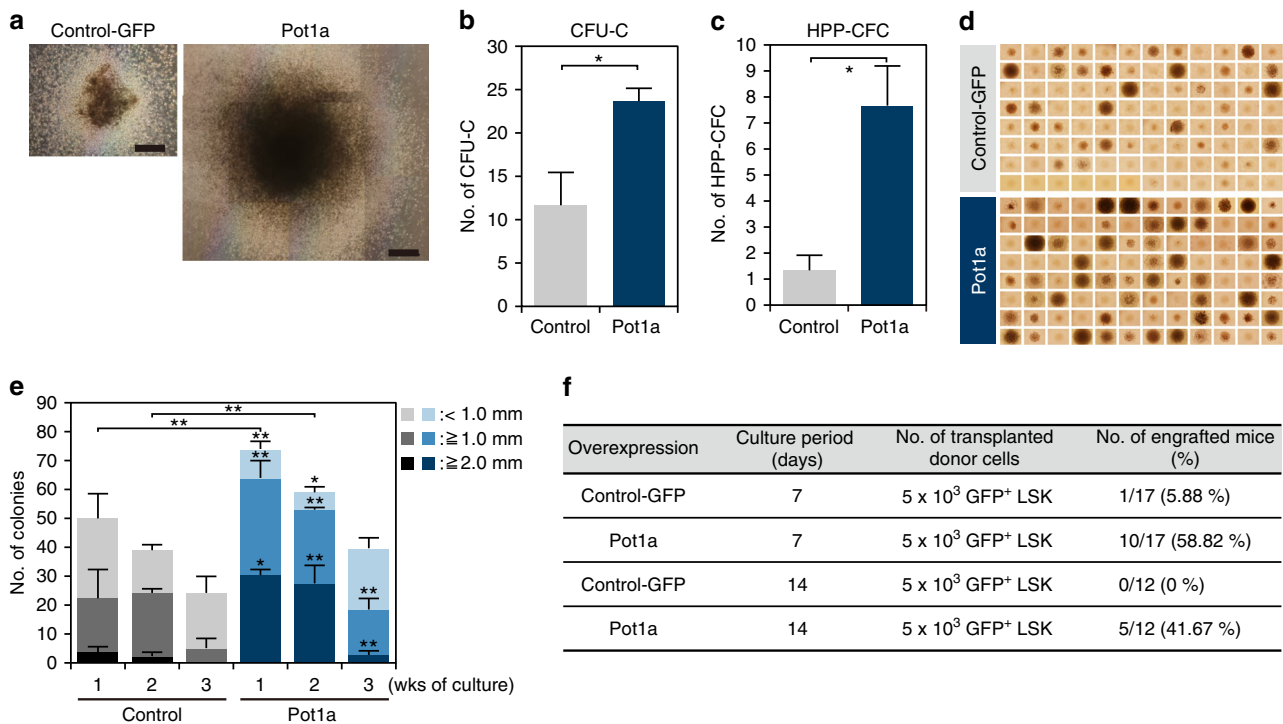 a
Control-GFP
Pot1a
b
CFU-C
No. of CFU-C
30
25
20
15
10
5
0
*
Control
Pot1a
c
HPP-CFC
No. of HPP-CFC
10
9
8
7
6
5
4
3
2
1
0
*
Control
Pot1a
d
Control-GFP
Pot1a
e
No. of colonies
90
80
70
60
50
40
30
20
10
0
**
**
**
**
*
*
**
**
**
**
:< 1.0 mm
:≧1.0 mm
:≧2.0 mm
1 2 3 1 2 3 (wks of culture)
Control Pot1a
f
Overexpression Culture period (days) No. of transplanted donor cells No. of engrafted mice (%)
Control-GFP 7 5 x 10³ GFP⁺ LSK 1/17 (5.88 %)
Pot1a 7 5 x 10³ GFP⁺ LSK 10/17 (58.82 %)
Control-GFP 14 5 x 10³ GFP⁺ LSK 0/12 (0 %)
Pot1a 14 5 x 10³ GFP⁺ LSK 5/12 (41.67 %)